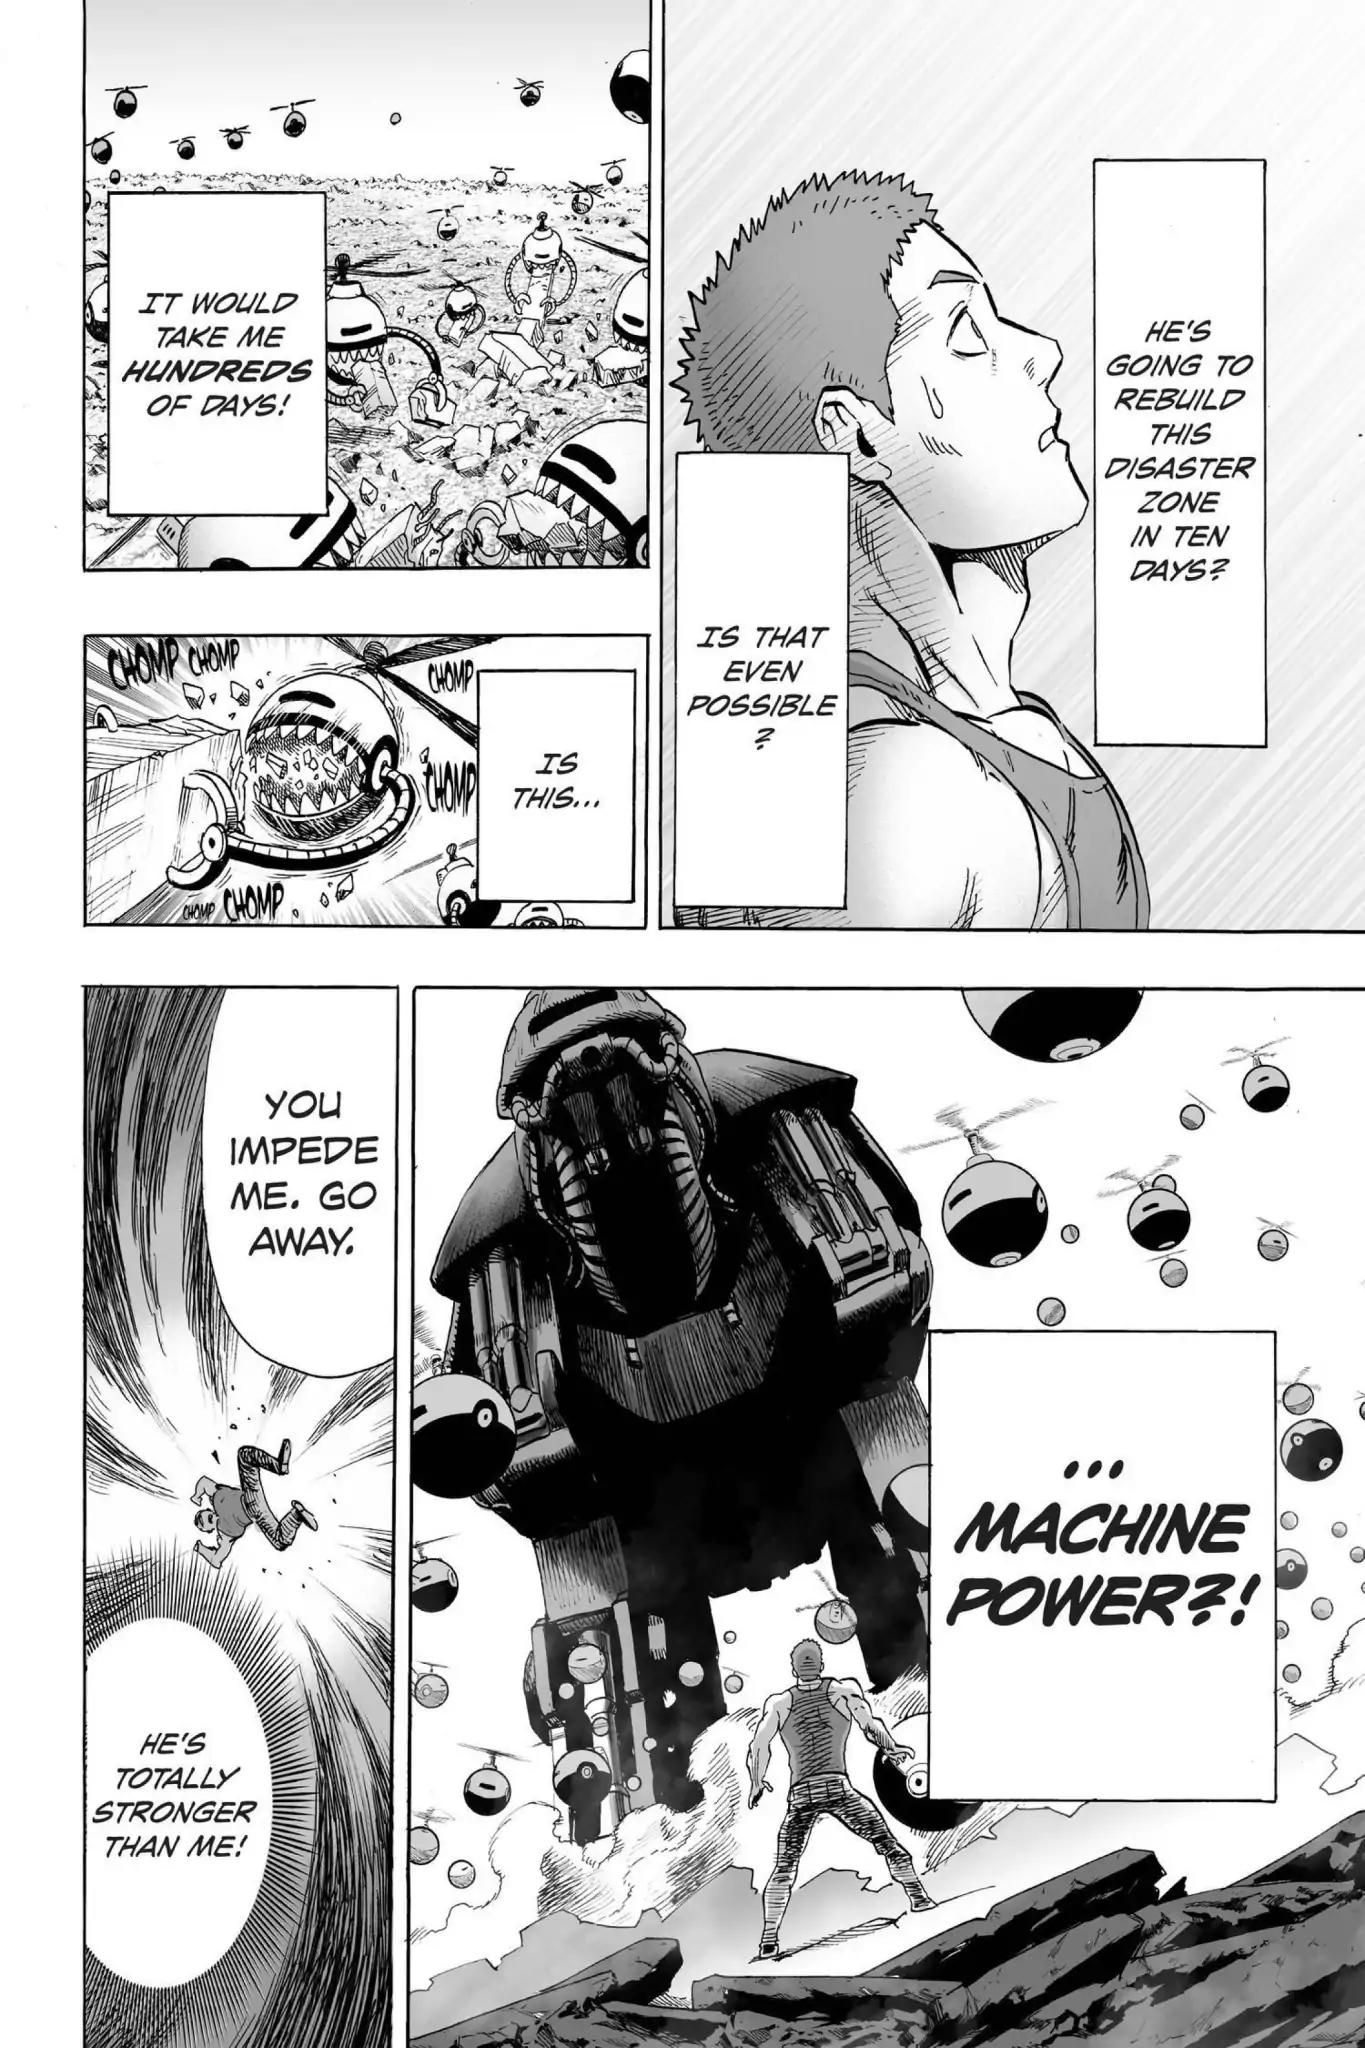 HE'S
GOING TO
REBUILD
THIS
DISASTER
ZONE
IN TEN
DAYS?
IS THAT
EVEN
POSSIBLE
?
IT WOULD
TAKE ME
HUNDREDS
OF DAYS!
CHOMP
CHOMP
CHOMP
CHOMP
CHOMP
CHOMP
IS
THIS...
...
MACHINE
POWER?!
YOU
IMPEDE
ME. GO
AWAY.
HE'S
TOTALLY
STRONGER
THAN ME!